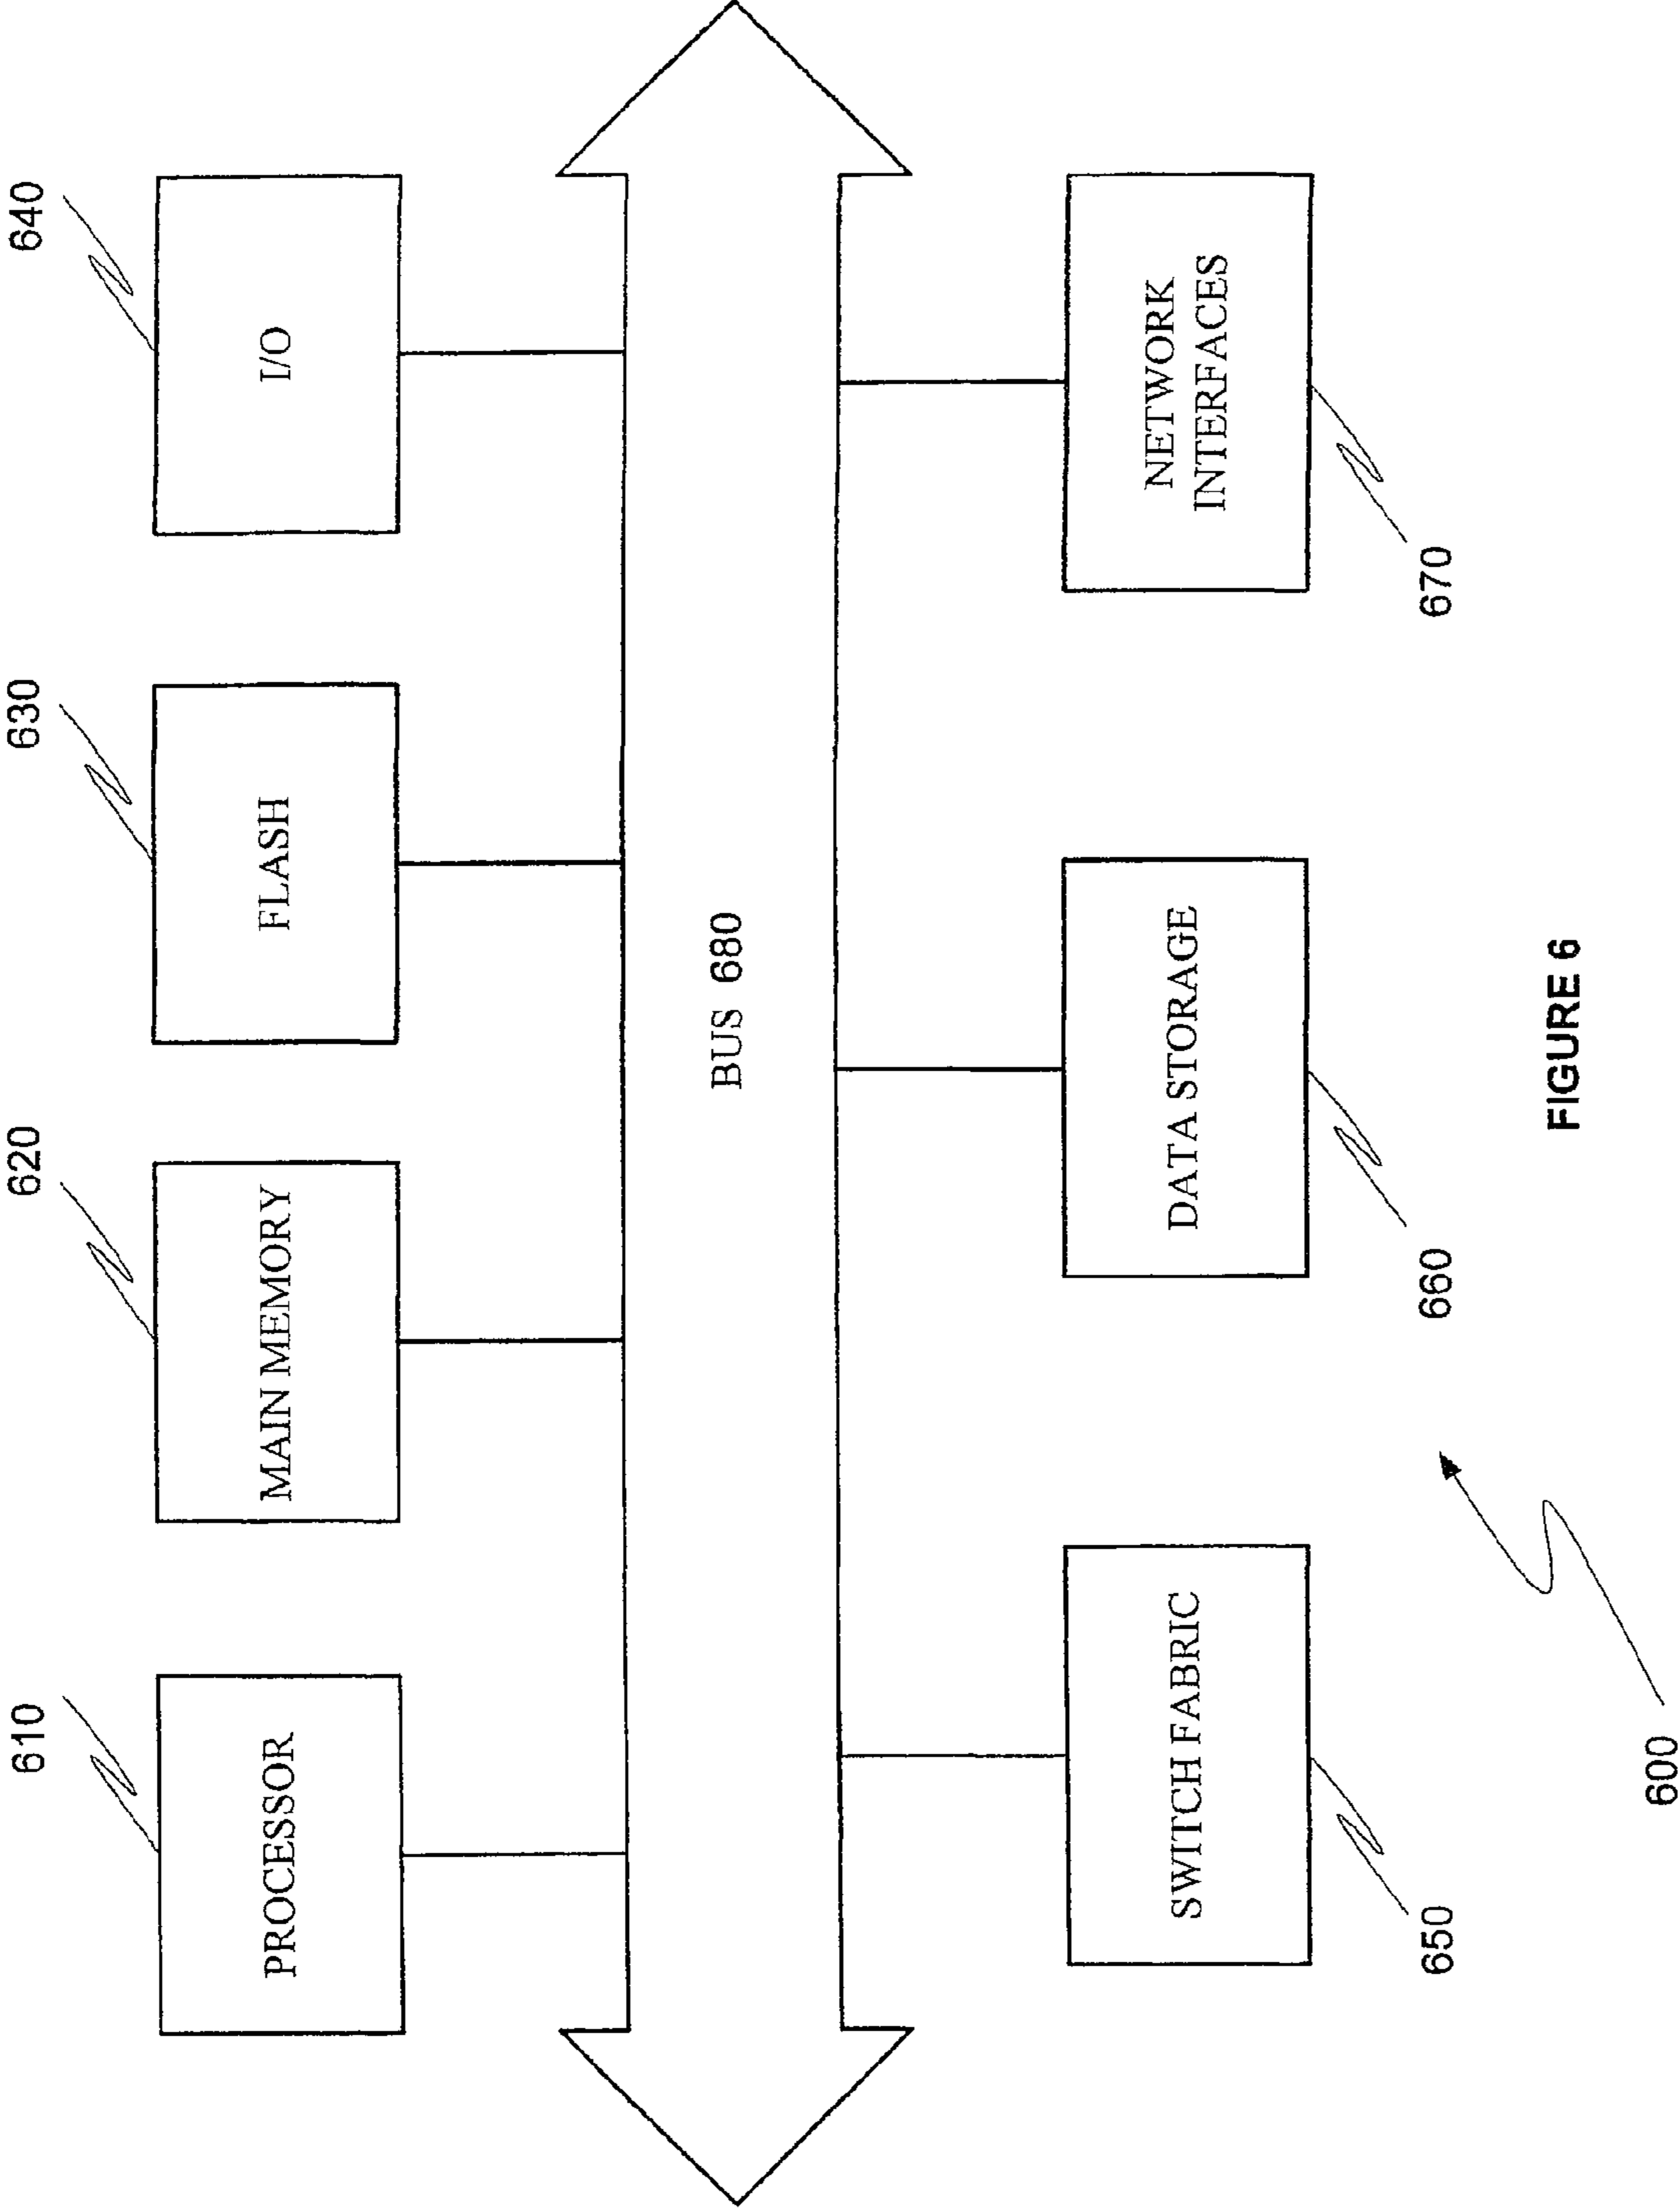 610
620
630
640
PROCESSOR
MAIN MEMORY
FLASH
I/O
BUS 680
SWITCH FABRIC
DATA STORAGE
NETWORK
INTERFACES
650
660
670
600
FIGURE 6